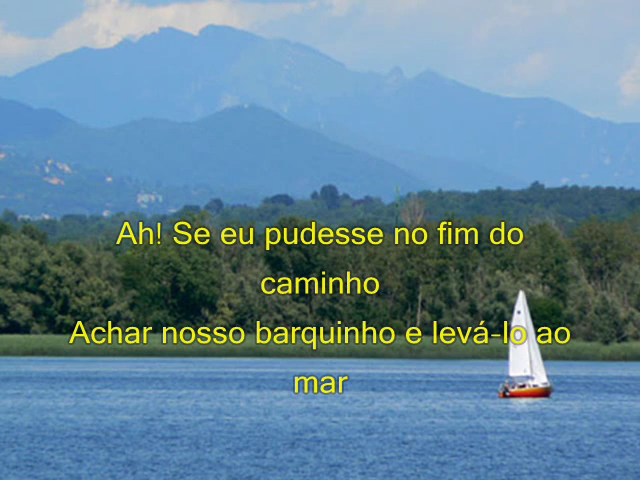 Ah! Se eu pudesse no fim do
caminho
Achar nosso barquinho e levá-lo ao
mar